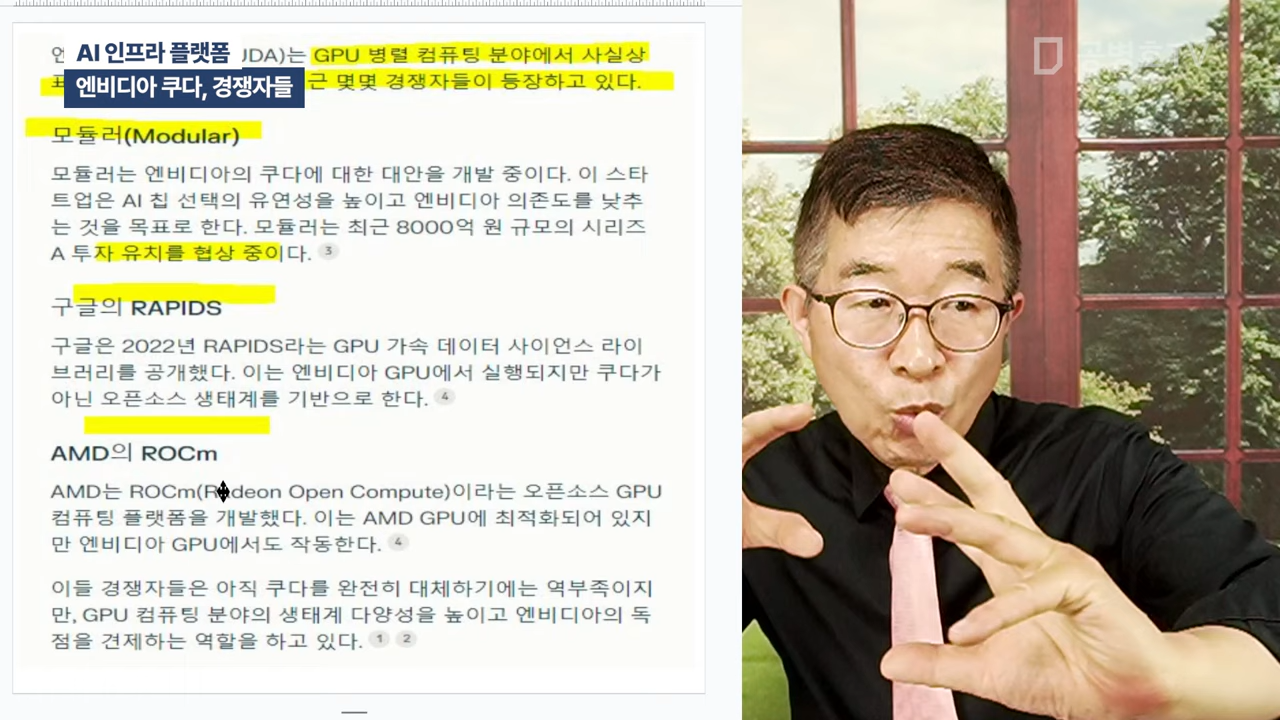 AI 인프라 플랫폼
엔비디아 쿠다, 경쟁자들
UDA)는 GPU 병렬 컴퓨팅 분야에서 사실상
근 몇몇 경쟁자들이 등장하고 있다.
모듈러(Modular)
모듈러는 엔비디아의 쿠다에 대한 대안을 개발 중이다. 이 스타
트업은 AI 칩 선택의 유연성을 높이고 엔비디아 의존도를 낮추
는 것을 목표로 한다. 모듈러는 최근 8000억 원 규모의 시리즈
A 투자 유치를 협상 중이다. 3
구글의 RAPIDS
구글은 2022년 RAPIDS라는 GPU 가속 데이터 사이언스 라이
브러리를 공개했다. 이는 엔비디아 GPU에서 실행되지만 쿠다가
아닌 오픈소스 생태계를 기반으로 한다. 4
AMD의 ROCm
AMD는 ROCm(Radeon Open Compute)이라는 오픈소스 GPU
컴퓨팅 플랫폼을 개발했다. 이는 AMD GPU에 최적화되어 있지
만 엔비디아 GPU에서도 작동한다. 4
이들 경쟁자들은 아직 쿠다를 완전히 대체하기에는 역부족이지
만, GPU 컴퓨팅 분야의 생태계 다양성을 높이고 엔비디아의 독
점을 견제하는 역할을 하고 있다. 1 2